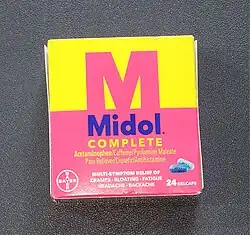 M
Midol
COMPLETE
Acetaminophen/Caffeine/Pyrilamine Maleate
Pain Reliever/Diuretic/Antihistamine
MULTI-SYMPTOM RELIEF OF
CRAMPS • BLOATING • FATIGUE
HEADACHE • BACKACHE
BAYER
24 GELCAPS